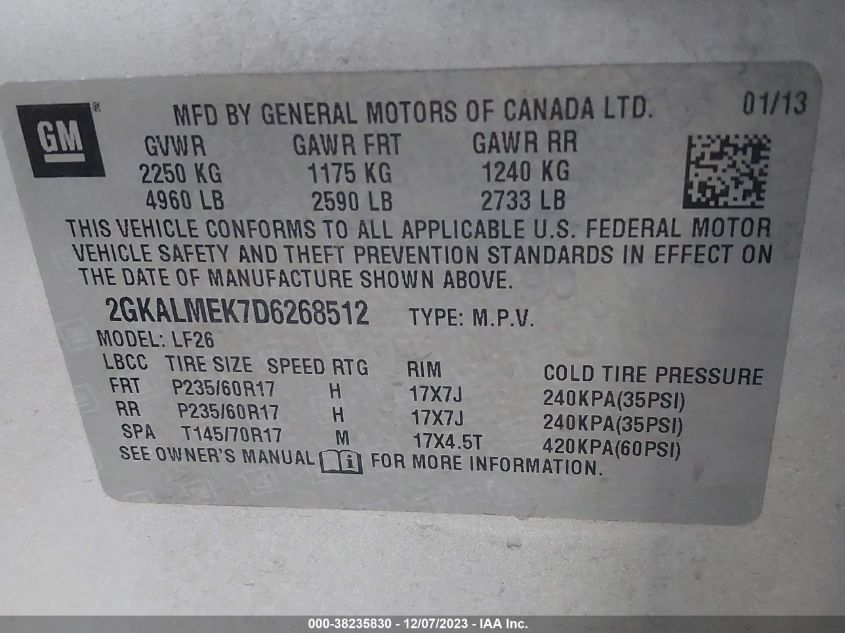 GM ® MFD BY GENERAL MOTORS OF CANADA LTD. 01/13
GVWR GAWR FRT GAWR RR
2250 KG 1175 KG 1240 KG
4960 LB 2590 LB 2733 LB
THIS VEHICLE CONFORMS TO ALL APPLICABLE U.S. FEDERAL MOTOR
VEHICLE SAFETY AND THEFT PREVENTION STANDARDS IN EFFECT ON
THE DATE OF MANUFACTURE SHOWN ABOVE.
2GKALMEK7D6268512 TYPE: M.P.V.
MODEL: LF26
LBCC TIRE SIZE SPEED RTG RIM COLD TIRE PRESSURE
FRT P235/60R17 H 17X7J 240KPA(35PSI)
RR P235/60R17 H 17X7J 240KPA(35PSI)
SPA T145/70R17 M 17X4.5T 420KPA(60PSI)
SEE OWNER'S MANUAL i FOR MORE INFORMATION.
000-38235830 - 12/07/2023 - IAA Inc.